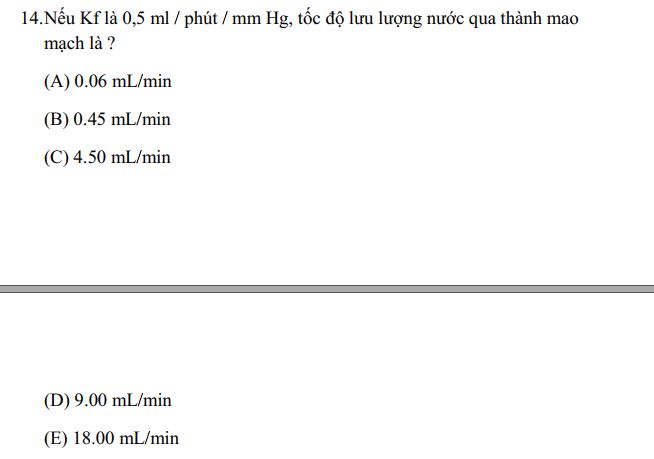 14.Nếu Kf là 0,5 ml / phút / mm Hg, tốc độ lưu lượng nước qua thành mao
mạch là ?
(A) 0.06 mL/min
(B) 0.45 mL/min
(C) 4.50 mL/min
(D) 9.00 mL/min
(E) 18.00 mL/min